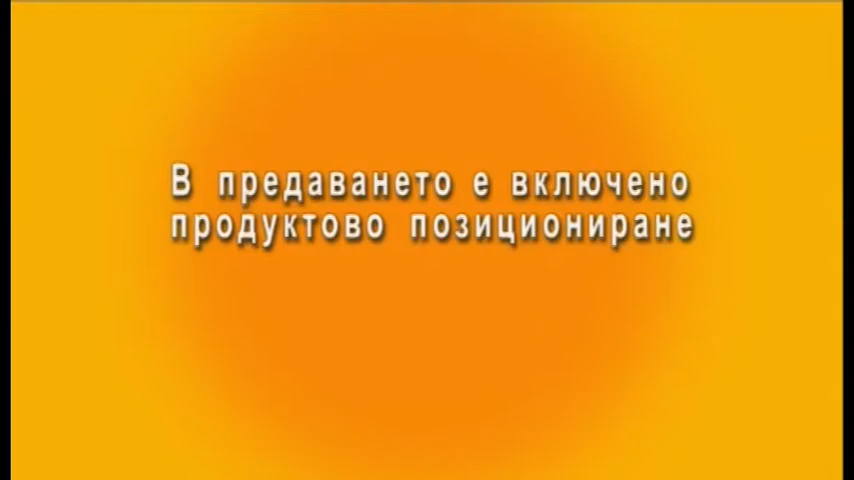 В предаването е включено
продуктово позициониране